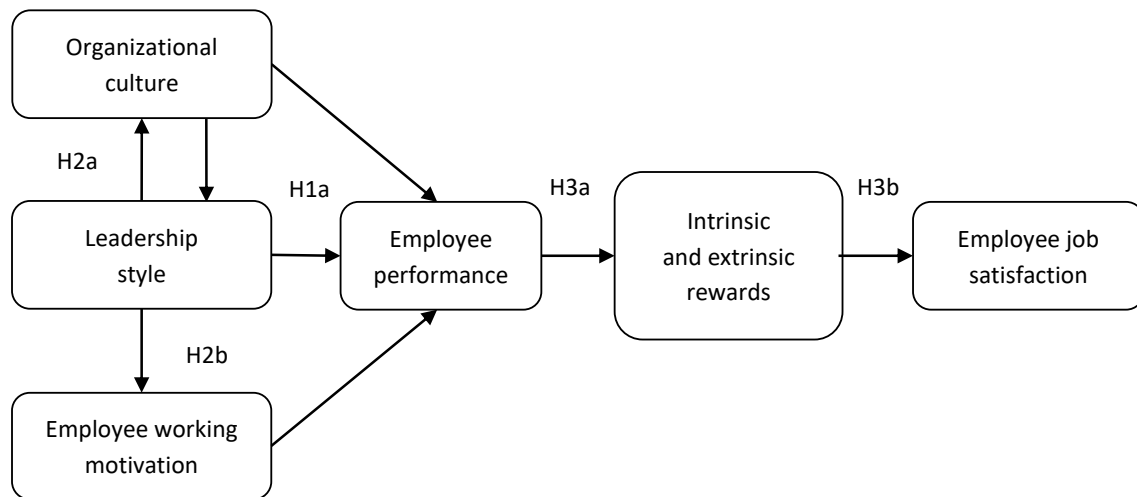 Organizational
culture
H2a
H1a
H3a
H3b
Leadership
style
Employee
performance
Intrinsic
and extrinsic
rewards
Employee job
satisfaction
H2b
Employee working
motivation